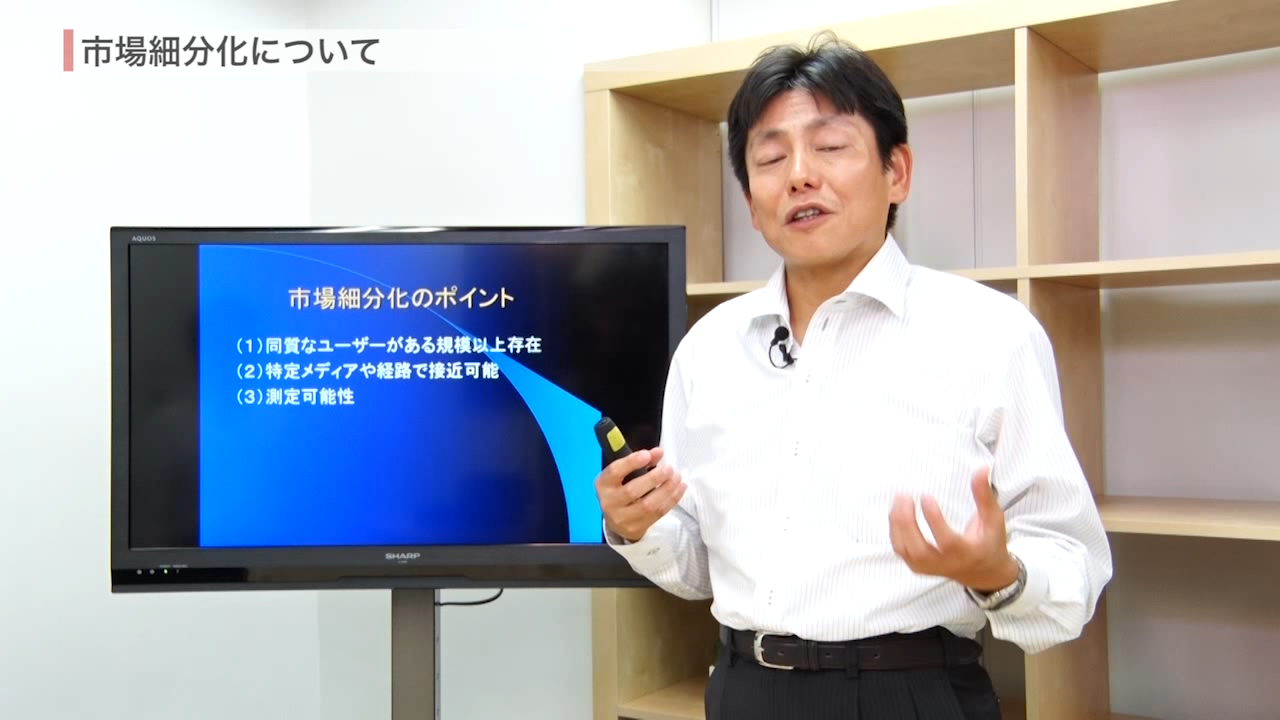 市場細分化について
AQUOS
市場細分化のポイント
(1)同質なユーザーがある規模以上存在
(2)特定メディアや経路で接近可能
(3)測定可能性
SHARP